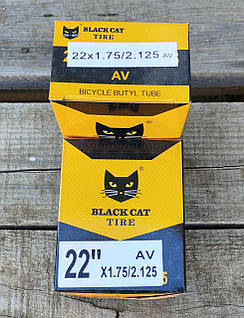 BLACK CAT
TIRE
22x1.75/2.125 AV
AV
BICYCLE BUTYL TUBE
BLACK CAT
TIRE
22" AV
X1.75/2.125